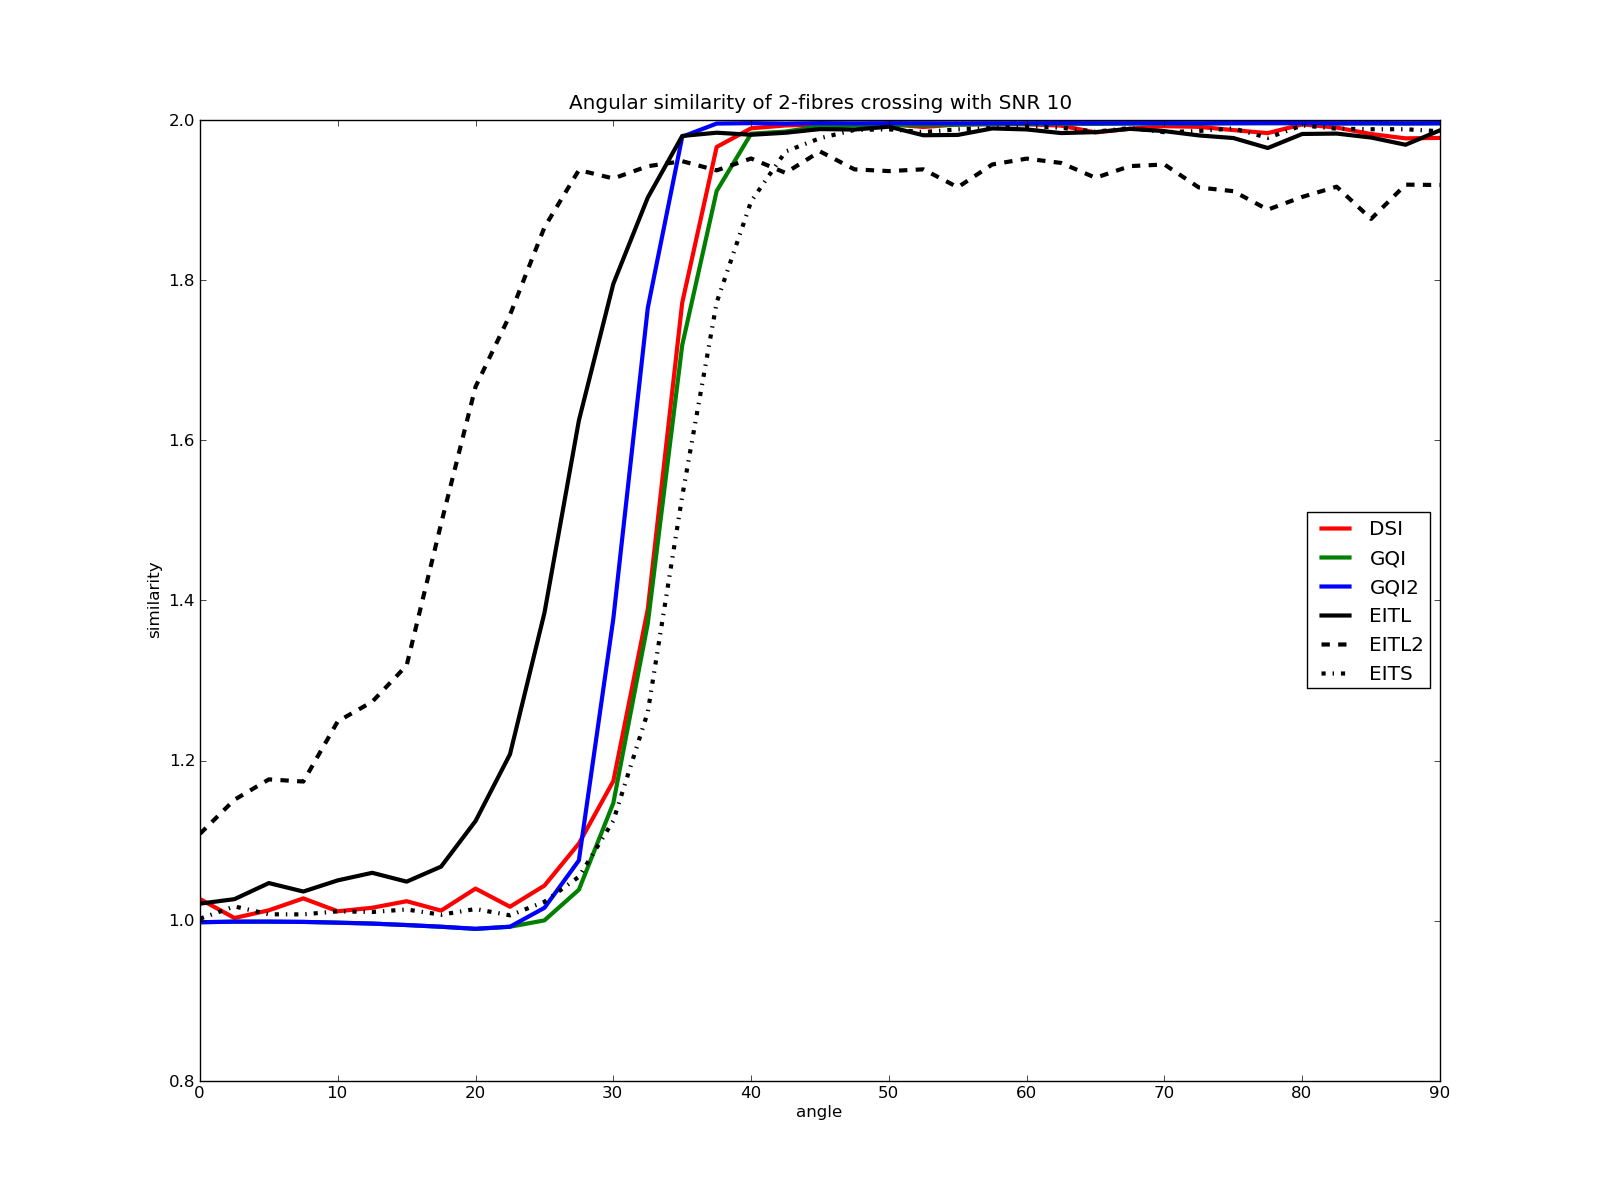 Angular similarity of 2-fibres crossing with SNR 10
2.0
1.8
1.6
1.4
1.2
1.0
0.8
similarity
DSI
GQI
GQI2
EITL
EITL2
EITS
0 10 20 30 40 50 60 70 80 90
angle